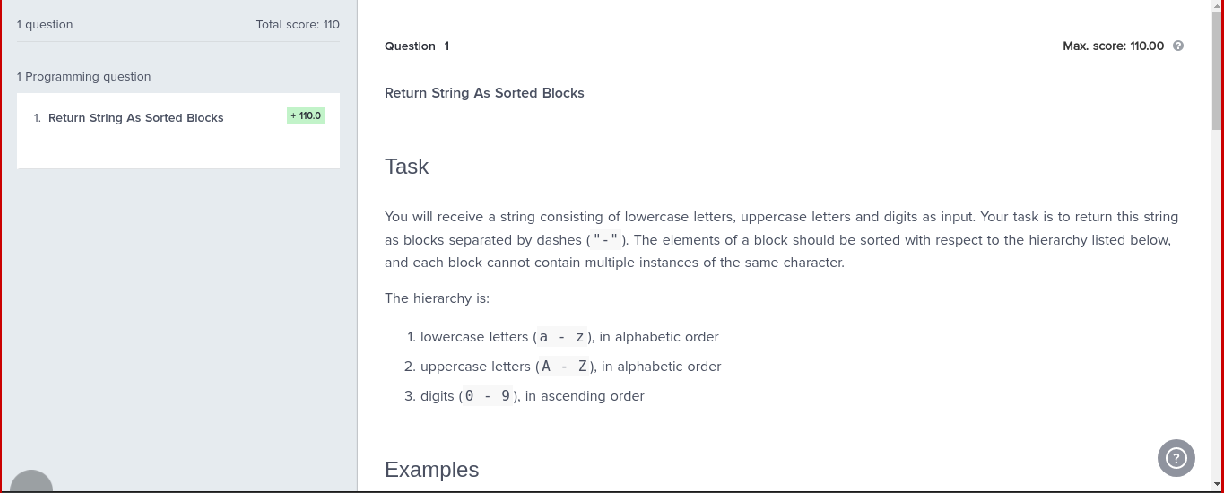 1 question Total score: 110
1 Programming question
1. Return String As Sorted Blocks + 110.0
Question 1 Max. score: 110.00 ?
Return String As Sorted Blocks
Task
You will receive a string consisting of lowercase letters, uppercase letters and digits as input. Your task is to return this string
as blocks separated by dashes ("-"). The elements of a block should be sorted with respect to the hierarchy listed below,
and each block cannot contain multiple instances of the same character.
The hierarchy is:
1. lowercase letters (a - z), in alphabetic order
2. uppercase letters (A - Z), in alphabetic order
3. digits (0 - 9), in ascending order
Examples
?